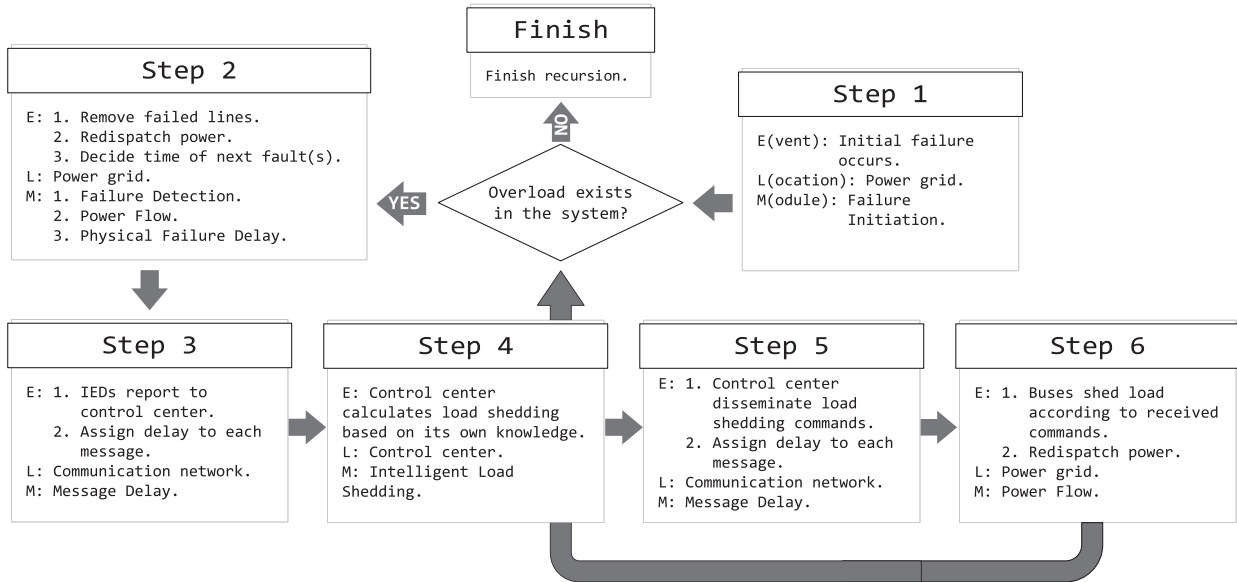 Finish
Finish recursion.
Step 1
E(vent): Initial failure
occurs.
L(ocation): Power grid.
M(odule): Failure
Initiation.
NO
Overload exists
in the system?
YES
Step 2
E: 1. Remove failed lines.
2. Redispatch power.
3. Decide time of next fault(s).
L: Power grid.
M: 1. Failure Detection.
2. Power Flow.
3. Physical Failure Delay.
Step 3
E: 1. IEDs report to
control center.
2. Assign delay to each
message.
L: Communication network.
M: Message Delay.
Step 4
E: Control center
calculates load shedding
based on its own knowledge.
L: Control center.
M: Intelligent Load
Shedding.
Step 5
E: 1. Control center
disseminate load
shedding commands.
2. Assign delay to each
message.
L: Communication network.
M: Message Delay.
Step 6
E: 1. Buses shed load
according to received
commands.
2. Redispatch power.
L: Power grid.
M: Power Flow.